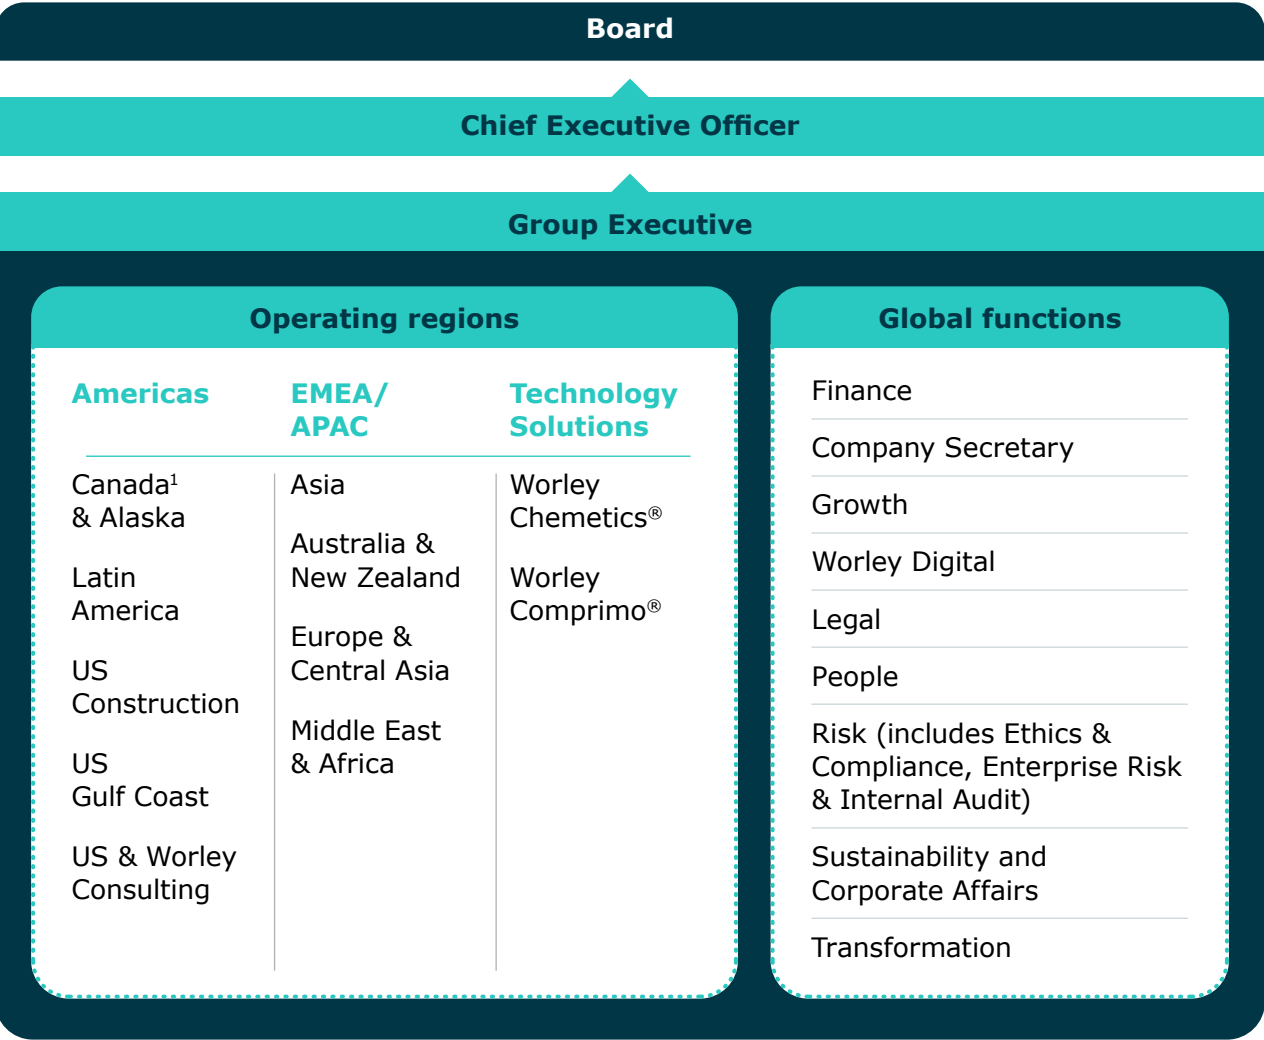 Board
Chief Executive Officer
Group Executive
Operating regions
Americas
Canada¹
& Alaska
Latin
America
US
Construction
US
Gulf Coast
US & Worley
Consulting
EMEA/
APAC
Asia
Australia &
New Zealand
Europe &
Central Asia
Middle East
& Africa
Technology
Solutions
Worley
Chemetics®
Worley
Comprimo®
Global functions
Finance
Company Secretary
Growth
Worley Digital
Legal
People
Risk (includes Ethics &
Compliance, Enterprise Risk
& Internal Audit)
Sustainability and
Corporate Affairs
Transformation